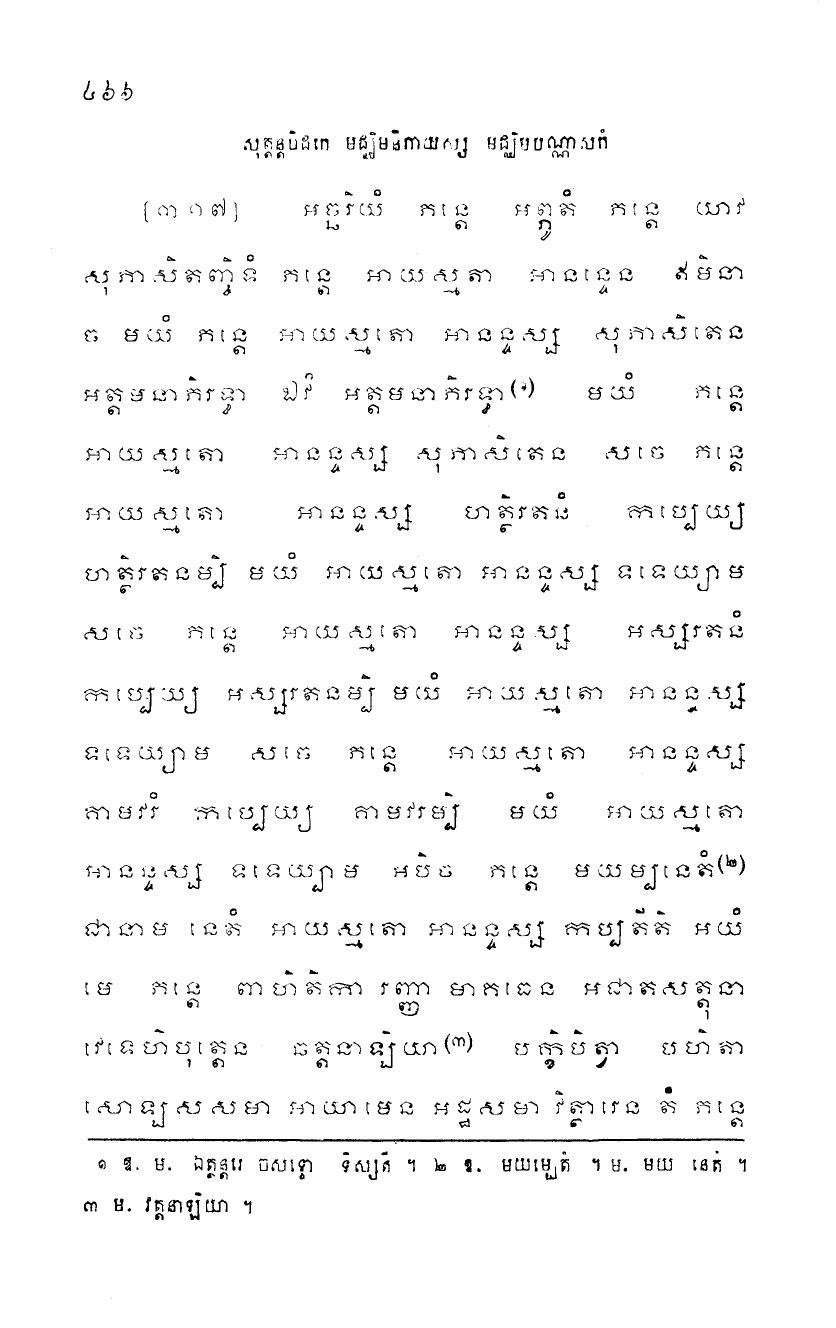 ៤៦៦
សុត្តន្តបិដកេ មជ្ឈិមនិកាយស្ស មជ្ឈិមបណ្ណាសកំ
[៣១៧] អច្ឆរិយំ ភន្តេ អព្ភូតំ ភន្តេ យាវ
សុភាសិតញ្ចិទំ ភន្តេ អាយស្មតា អានន្ទេន ឥមិនា
ច មយំ ភន្តេ អាយស្មតោ អានន្ទស្ស សុភាសិតេន
អត្តមនាភិរទ្ធា ឯវំ អត្តមនាភិរទ្ធា(១) មយំ ភន្តេ
អាយស្មតោ អានន្ទស្ស សុភាសិតេន សចេ ភន្តេ
អាយស្មតោ អានន្ទស្ស ហត្ថិរតនំ កប្បេយ្យ
ហត្ថិរតនម្បិ មយំ អាយស្មតោ អានន្ទស្ស ទទេយ្យាម
សចេ ភន្តេ អាយស្មតោ អានន្ទស្ស អស្សរតនំ
កប្បេយ្យ អស្សរតនម្បិ មយំ អាយស្មតោ អានន្ទស្ស
ទទេយ្យាម សចេ ភន្តេ អាយស្មតោ អានន្ទស្ស
គាមវរំ កប្បេយ្យ គាមវរម្បិ មយំ អាយស្មតោ
អានន្ទស្ស ទទេយ្យាម អបិច ភន្តេ មយម្បនេតំ(២)
ជានាម នេតំ អាយស្មតោ អានន្ទស្ស កប្បតីតិ អយំ
មេ ភន្តេ ពាហិតិកា រញ្ញា មាគធេន អជាតសត្តុនា
វេទេហិបុត្តេន ឆត្តនាឡិយា(៣) បក្ខិបិត្វា បហិតា
សោឡសសមា អាយាមេន អដ្ឋសមា វិត្ថារេន តំ ភន្តេ
១ ឱ. ម. ឯត្ថន្តរេ ចសទ្ទោ ទិស្សតិ ។ ២ ឱ. មយម្បេតំ ។ ម. មយ នេតំ ។
៣ ម. វត្តនាឡិយា ។